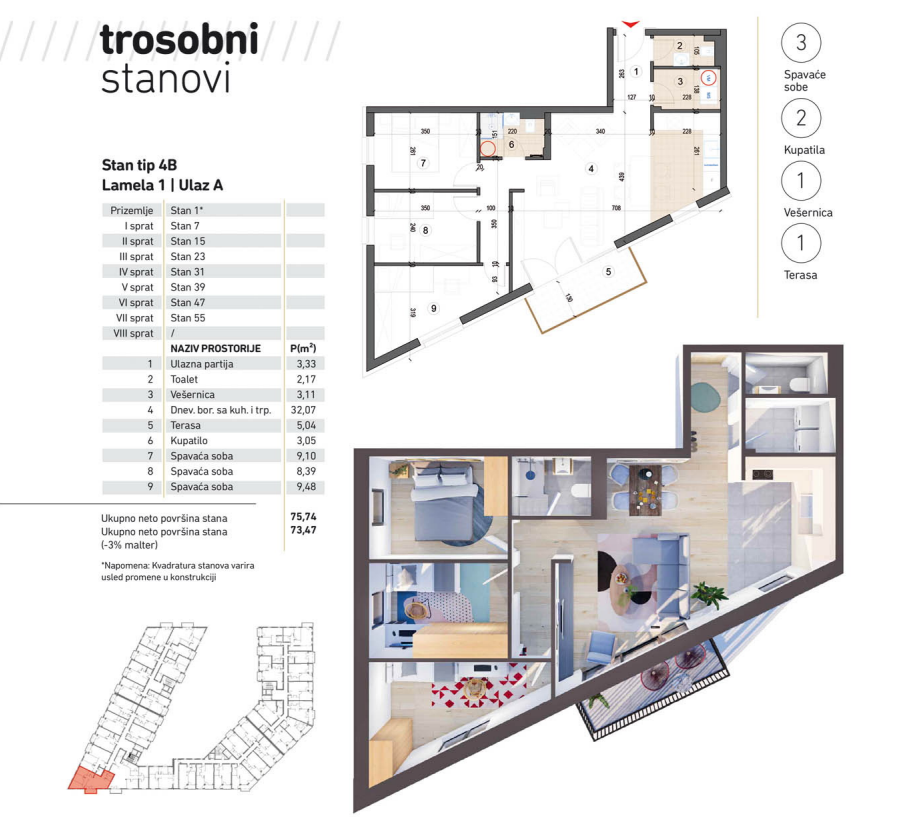 trosobni
stanovi
Stan tip 4B
Lamela 1 | Ulaz A
Prizemlje Stan 1*
I sprat Stan 7
II sprat Stan 15
III sprat Stan 23
IV sprat Stan 31
V sprat Stan 39
VI sprat Stan 47
VII sprat Stan 55
VIII sprat /
NAZIV PROSTORIJE P(m²)
1 Ulazna partija 3,33
2 Toalet 2,17
3 Vešernica 3,11
4 Dnev. bor. sa kuh. i trp. 32,07
5 Terasa 5,04
6 Kupatilo 3,05
7 Spavaća soba 9,10
8 Spavaća soba 8,39
9 Spavaća soba 9,48
Ukupno neto površina stana 75,74
Ukupno neto površina stana 73,47
(-3% malter)
*Napomena: Kvadratura stanova varira
usled promene u konstrukciji
3
Spavaće
sobe
2
Kupatila
1
Vešernica
1
Terasa
2
105
263
1
3
138
127
10
228
350
151
220
340
228
261
7
6
4
261
439
20
350
100
708
240
8
350
5
10
93
130
319
9